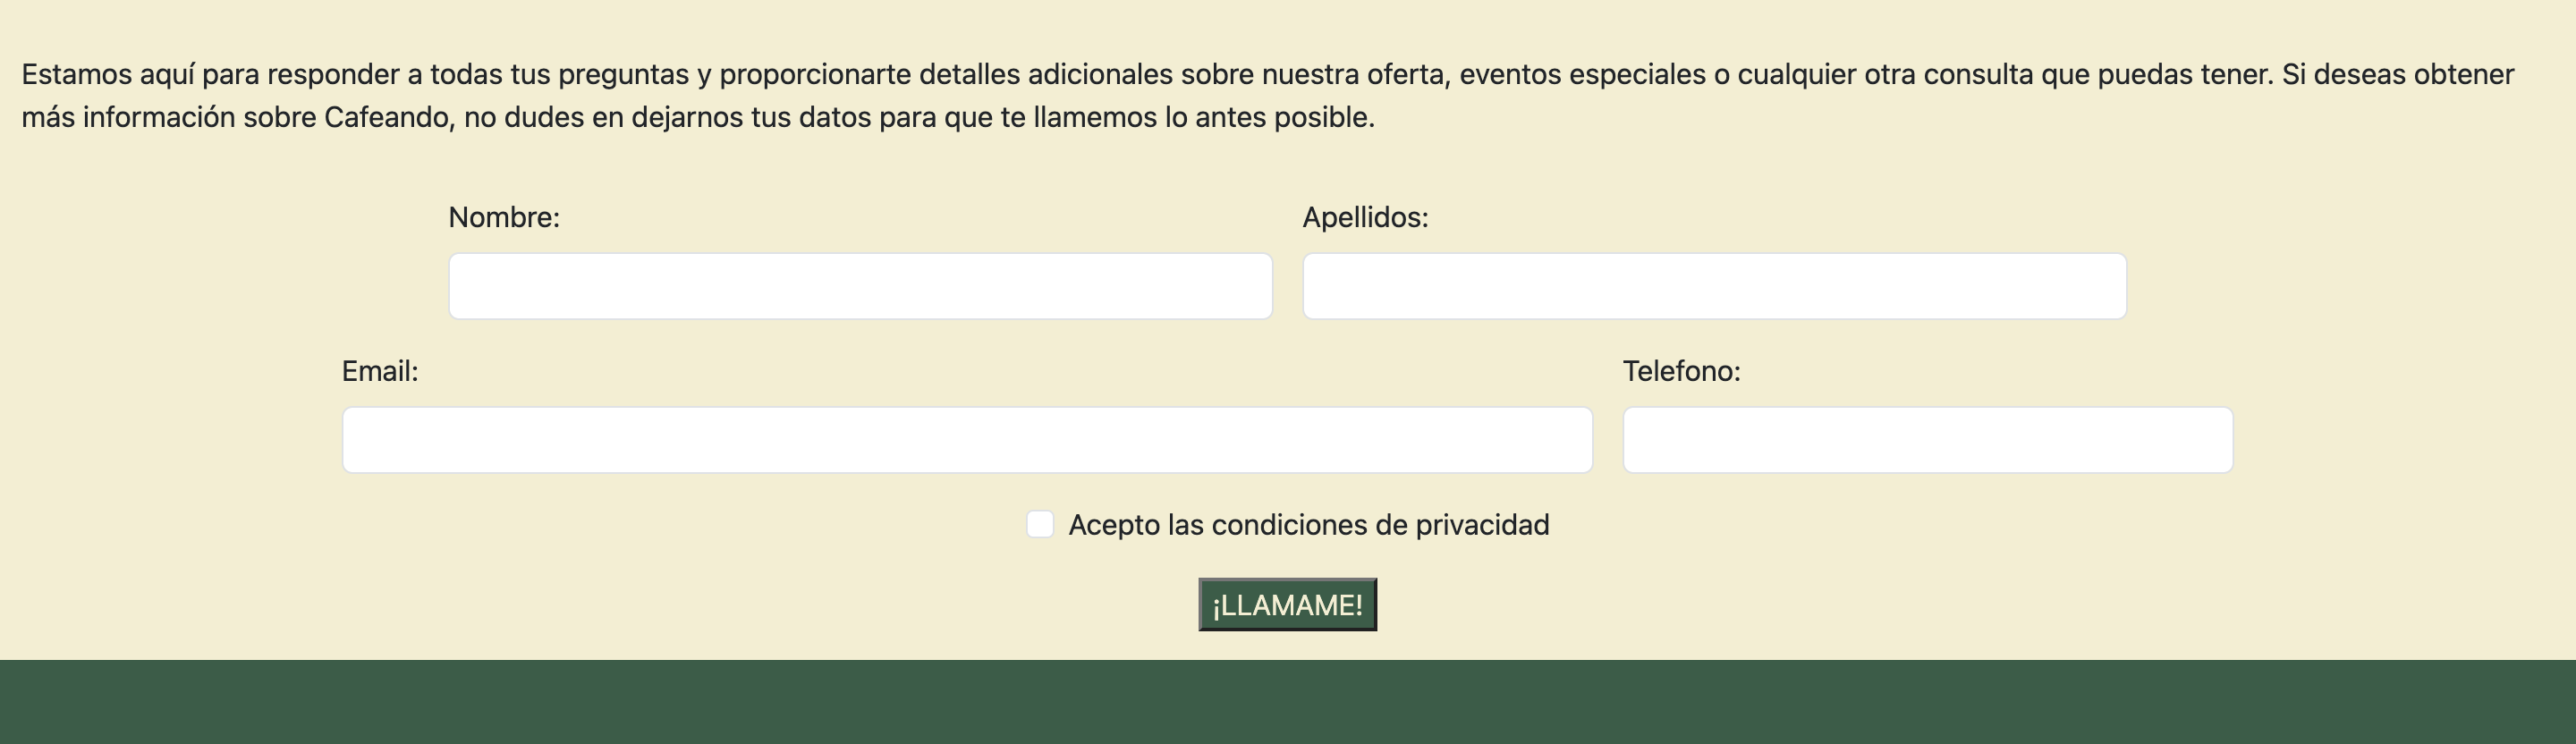 Estamos aquí para responder a todas tus preguntas y proporcionarte detalles adicionales sobre nuestra oferta, eventos especiales o cualquier otra consulta que puedas tener. Si deseas obtener
más información sobre Cafeando, no dudes en dejarnos tus datos para que te llamemos lo antes posible.
Nombre:
Apellidos:
Email:
Telefono:
Acepto las condiciones de privacidad
¡LLAMAME!